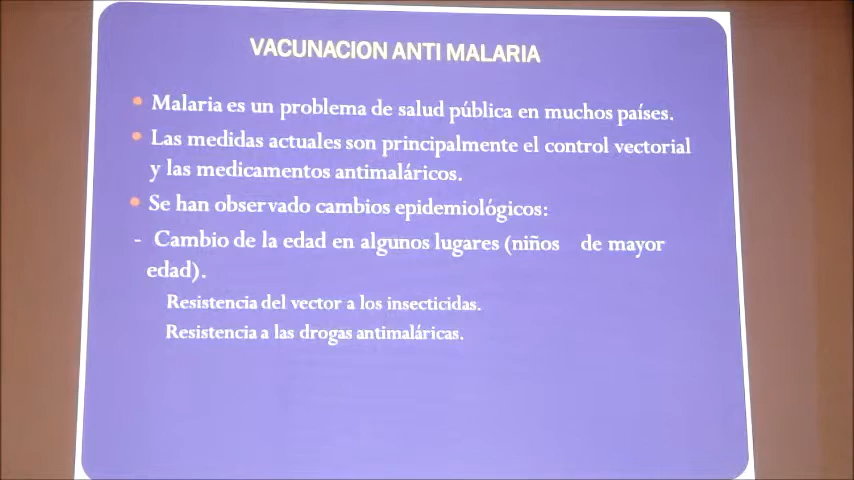 VACUNACION ANTI MALARIA
• Malaria es un problema de salud pública en muchos países.
• Las medidas actuales son principalmente el control vectorial
y las medicamentos antimaláricos.
• Se han observado cambios epidemiológicos:
- Cambio de la edad en algunos lugares (niños de mayor
edad).
Resistencia del vector a los insecticidas.
Resistencia a las drogas antimaláricas.